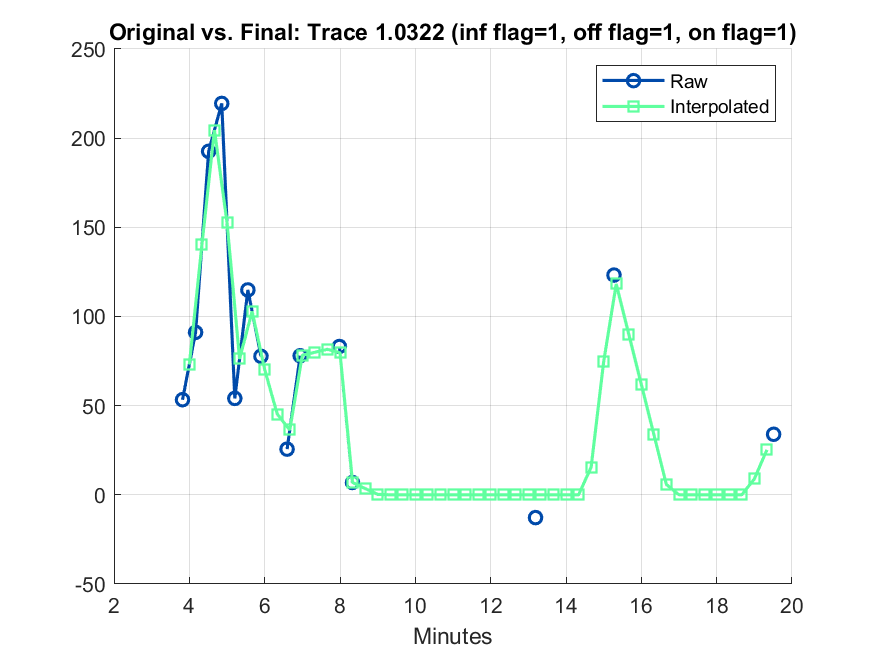 Original vs. Final: Trace 1.0322 (inf flag=1, off flag=1, on flag=1)
250
200
150
100
50
0
-50
Raw
Interpolated
2 4 6 8 10 12 14 16 18 20
Minutes